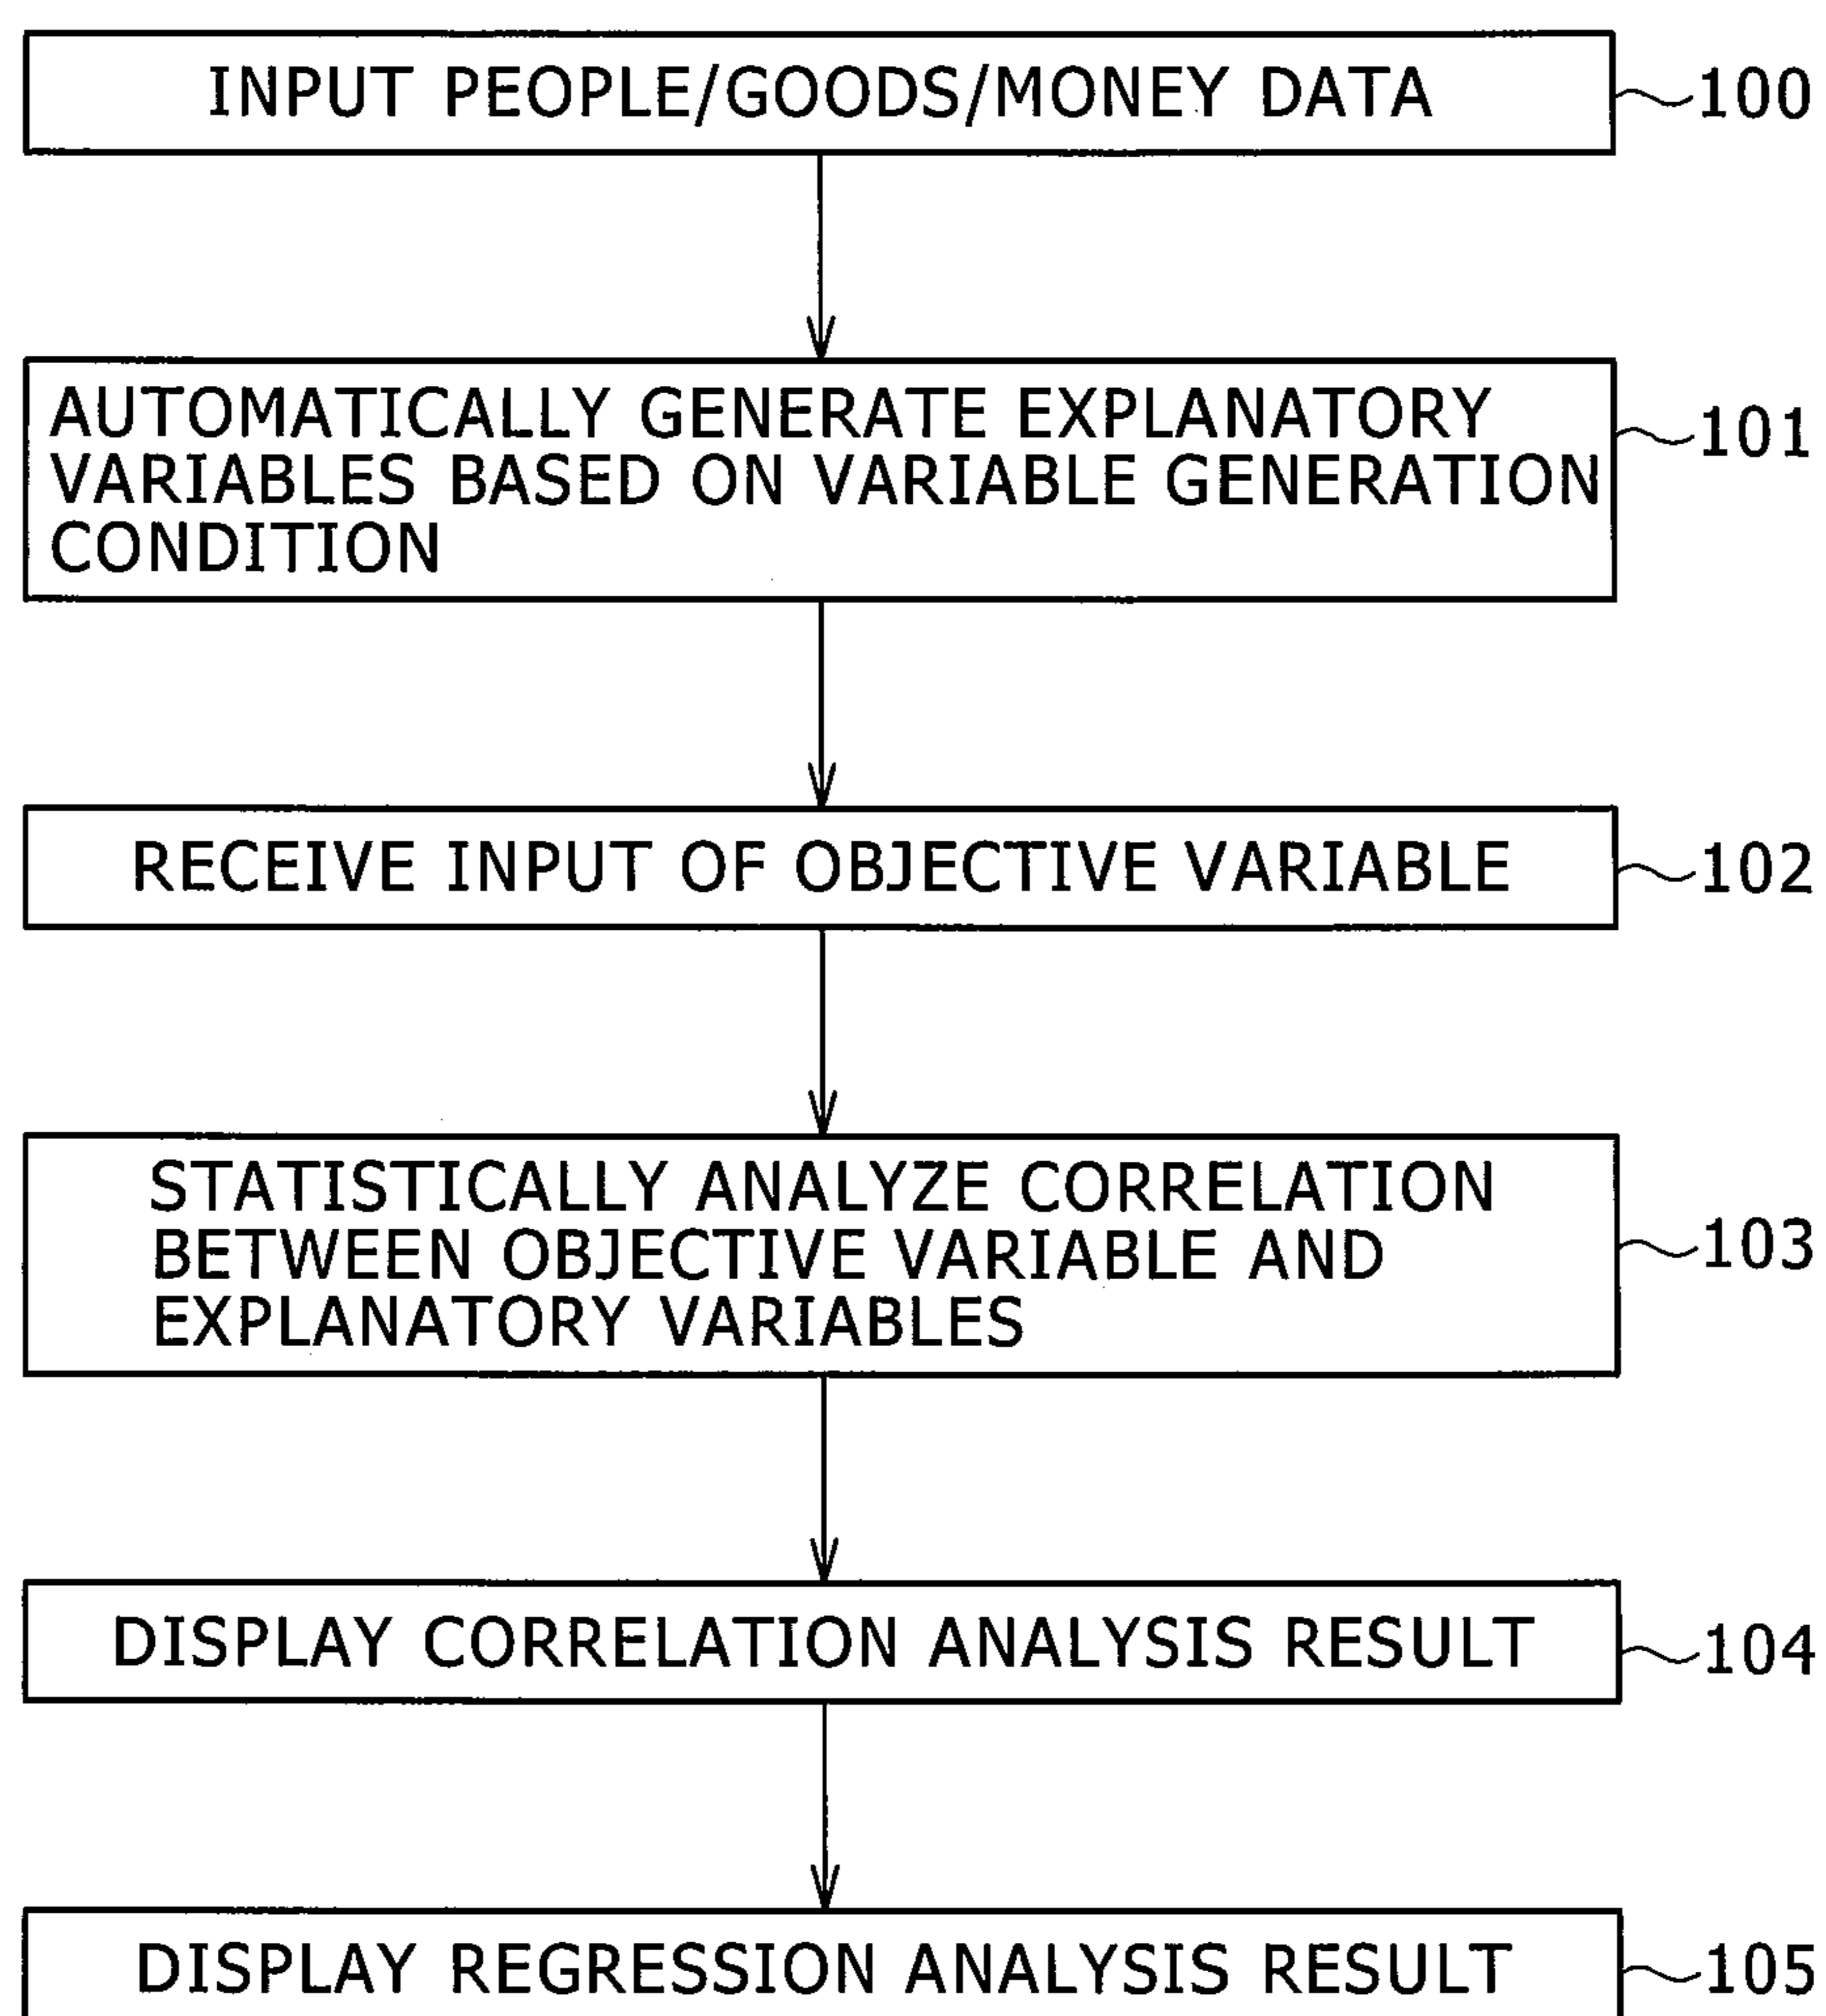 INPUT PEOPLE/GOODS/MONEY DATA
100
AUTOMATICALLY GENERATE EXPLANATORY
VARIABLES BASED ON VARIABLE GENERATION
CONDITION
101
RECEIVE INPUT OF OBJECTIVE VARIABLE
102
STATISTICALLY ANALYZE CORRELATION
BETWEEN OBJECTIVE VARIABLE AND
EXPLANATORY VARIABLES
103
DISPLAY CORRELATION ANALYSIS RESULT
104
DISPLAY REGRESSION ANALYSIS RESULT
105